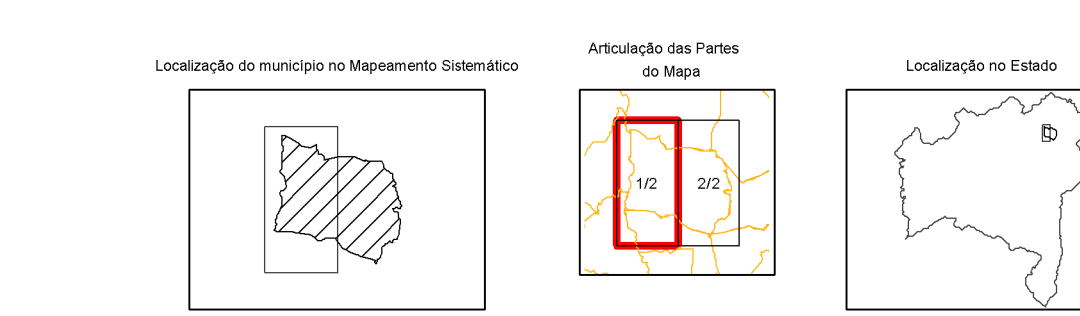 Localização do município no Mapeamento Sistemático
Articulação das Partes
do Mapa
1/2
2/2
Localização no Estado